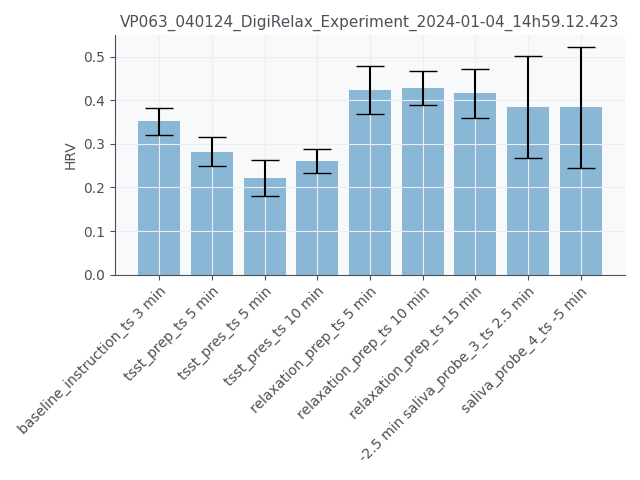 VP063_040124_DigiRelax_Experiment_2024-01-04_14h59.12.423
HRV
0.5
0.4
0.3
0.2
0.1
0.0
baseline_instruction_ts 3 min
tsst_prep_ts 5 min
tsst_pres_ts 5 min
tsst_pres_ts 10 min
relaxation_prep_ts 5 min
relaxation_prep_ts 10 min
relaxation_prep_ts 15 min
-2.5 min saliva_probe_3_ts 2.5 min
saliva_probe_4_ts -5 min